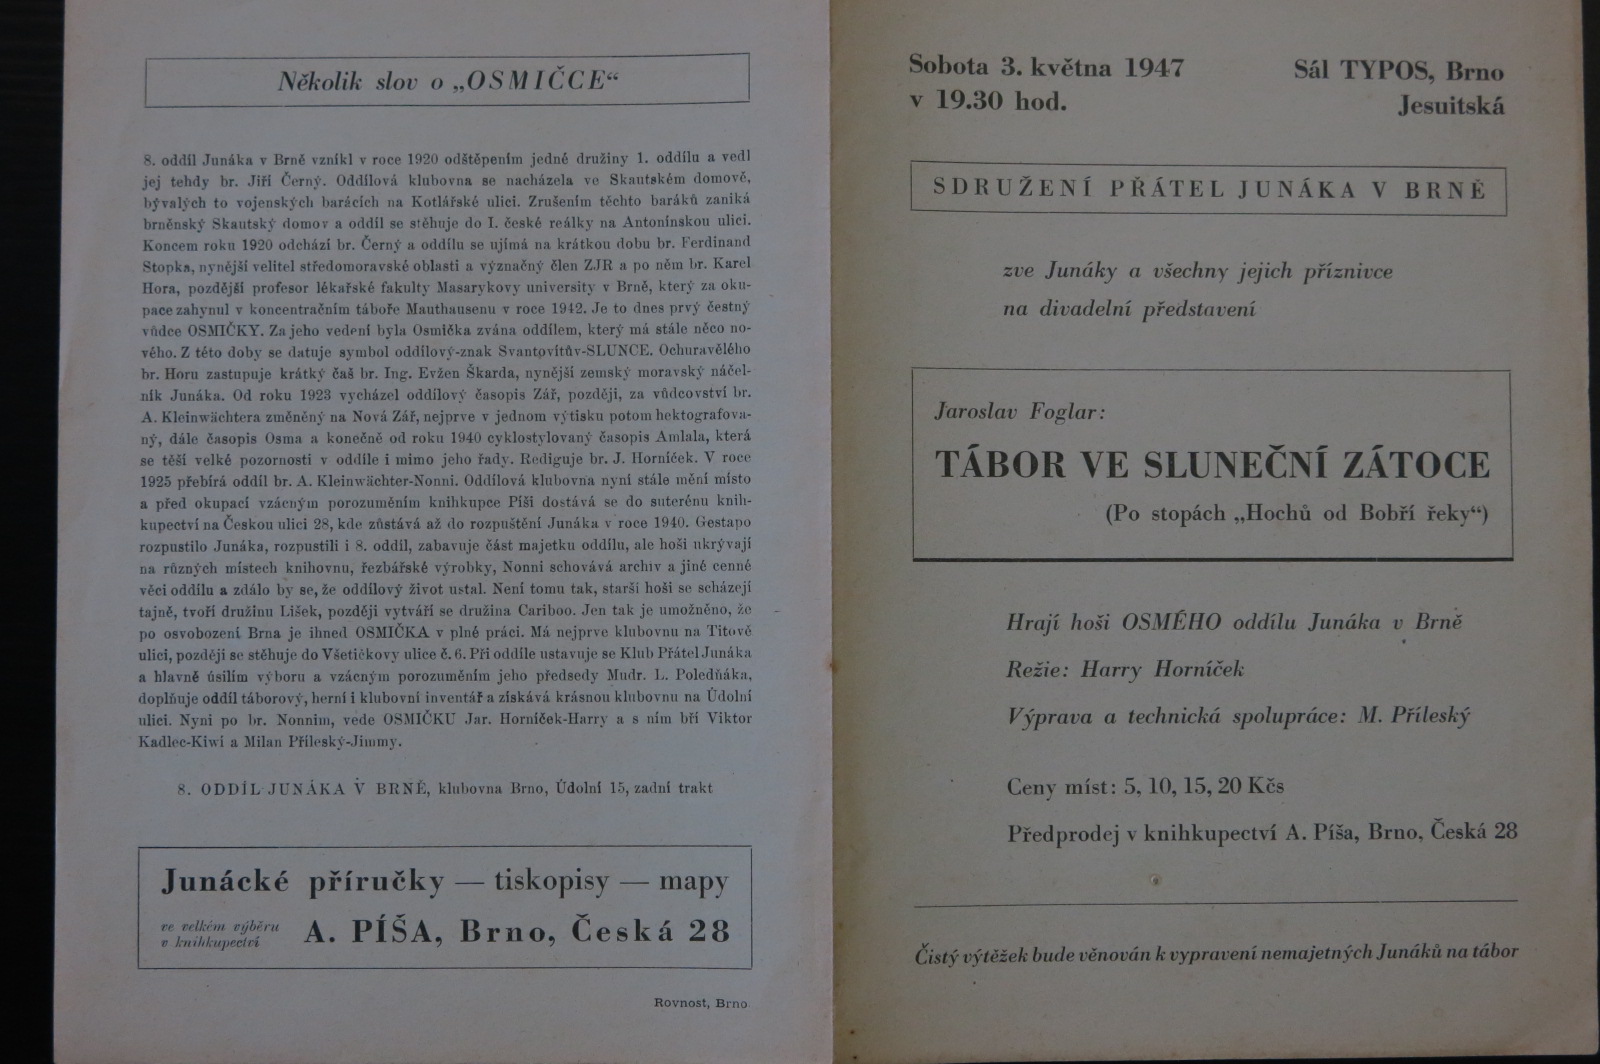 Několik slov o „OSMIČCE“
8. oddíl Junáka v Brně vznikl v roce 1920 odštěpením jedné družiny 1. oddílu a vedl
jej tehdy br. Jiří Černý. Oddílová klubovna se nacházela ve Skautském domově,
bývalých to vojenských barácích na Kotlářské ulici. Zrušením těchto baráků zaniká
brněnský Skautský domov a oddíl se stěhuje do I. české reálky na Antonínskou ulici.
Koncem roku 1920 odchází br. Černý a oddílu se ujímá na krátkou dobu br. Ferdinand
Stopka, nynější velitel středomoravské oblasti a význačný člen ZJR a po něm br. Karel
Hora, pozdější profesor lékařské fakulty Masarykovy university v Brně, který za oku-
pace zahynul v koncentračním táboře Mauthausenu v roce 1942. Je to dnes prvý čestný
vůdce OSMIČKY. Za jeho vedení byla Osmička zvána oddílem, který má stále něco no-
vého. Z této doby se datuje symbol oddílový-znak Svantovítův-SLUNCE. Ochuravělého
br. Horu zastupuje krátký čaš br. Ing. Evžen Škarda, nynější zemský moravský náčel-
ník Junáka. Od roku 1923 vycházel oddílový časopis Zář, později, za vůdcovství br.
A. Kleinwächtera změněný na Nová Zář, nejprve v jednom výtisku potom hektografova-
ný, dále časopis Osma a konečně od roku 1940 cyklostylovaný časopis Amlala, která
se těší velké pozornosti v oddíle i mimo jeho řady. Rediguje br. J. Horníček. V roce
1925 přebírá oddíl br. A. Kleinwächter-Nonni. Oddílová klubovna nyní stále mění místo
a před okupací vzácným porozuměním knihkupce Píši dostává se do suterénu knih-
kupectví na Českou ulici 28, kde zůstává až do rozpuštění Junáka v roce 1940. Gestapo
rozpustilo Junáka, rozpustili i 8. oddíl, zabavuje část majetku oddílu, ale hoši ukrývají
na různých místech knihovnu, řezbářské výrobky, Nonni schovává archiv a jiné cenné
věci oddílu a zdálo by se, že oddílový život ustal. Není tomu tak, starší hoši se scházejí
tajně, tvoří družinu Lišek, později vytváří se družina Cariboo. Jen tak je umožněno, že
po osvobození Brna je ihned OSMIČKA v plné práci. Má nejprve klubovnu na Titově
ulici, později se stěhuje do Všetičkovy ulice č. 6. Při oddíle ustavuje se Klub Přátel Junáka
a hlavně úsilím výboru a vzácným porozuměním jeho předsedy Mudr. L. Poledňáka,
doplňuje oddíl táborový, herní i klubovní inventář a získává krásnou klubovnu na Údolní
ulici. Nyni po br. Nonnim, vede OSMIČKU Jar. Horníček-Harry a s ním bří Viktor
Kadlec-Kiwi a Milan Příleský-Jimmy.
8. ODDÍL JUNÁKA V BRNĚ, klubovna Brno, Údolní 15, zadní trakt
Junácké příručky — tiskopisy — mapy
ve velkém výběru
v knihkupectví
A. PÍŠA, Brno, Česká 28
Rovnost, Brno
Sobota 3. května 1947
v 19.30 hod.
Sál TYPOS, Brno
Jesuitská
SDRUŽENÍ PŘÁTEL JUNÁKA V BRNĚ
zve Junáky a všechny jejich příznivce
na divadelní představení
Jaroslav Foglar:
TÁBOR VE SLUNEČNÍ ZÁTOCE
(Po stopách „Hochů od Bobří řeky“)
Hrají hoši OSMÉHO oddílu Junáka v Brně
Režie: Harry Horníček
Výprava a technická spolupráce: M. Příleský
Ceny míst: 5, 10, 15, 20 Kčs
Předprodej v knihkupectví A. Píša, Brno, Česká 28
Čistý výtěžek bude věnován k vypravení nemajetných Junáků na tábor